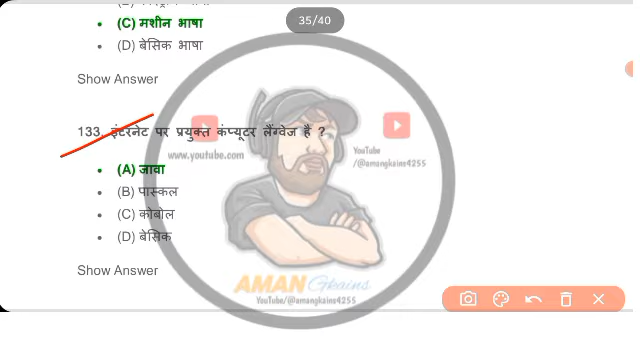 35/40
(C) मशीन भाषा
(D) बेसिक भाषा
Show Answer
133. इंटरनेट पर प्रयुक्त कंप्यूटर लैंग्वेज हैं ?
www.youtube.com
YouTube
/@amangkains4255
(A) जावा
(B) पास्कल
(C) कोबोल
(D) बेसिक
Show Answer
AMAN Gkains
YouTube/@amangkains4255